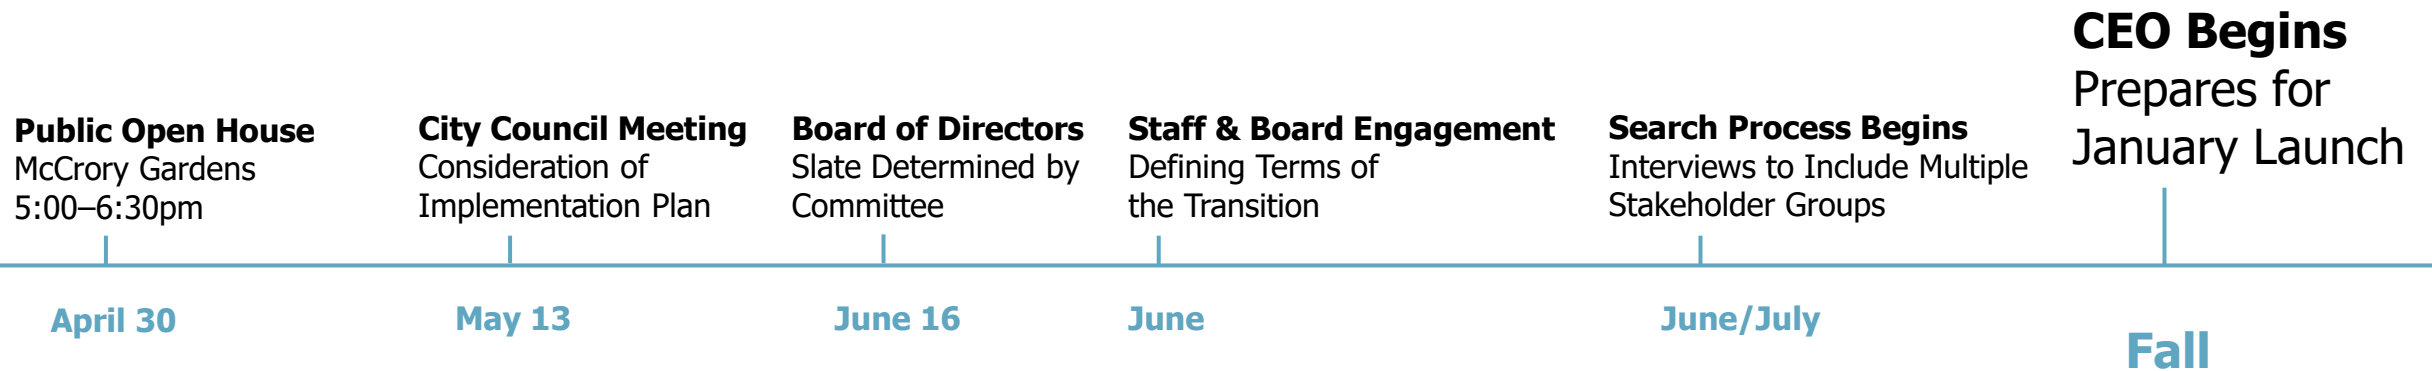 Public Open House
McCrory Gardens
5:00–6:30pm
April 30
City Council Meeting
Consideration of
Implementation Plan
May 13
Board of Directors
Slate Determined by
Committee
June 16
Staff & Board Engagement
Defining Terms of
the Transition
June
Search Process Begins
Interviews to Include Multiple
Stakeholder Groups
June/July
CEO Begins
Prepares for
January Launch
Fall